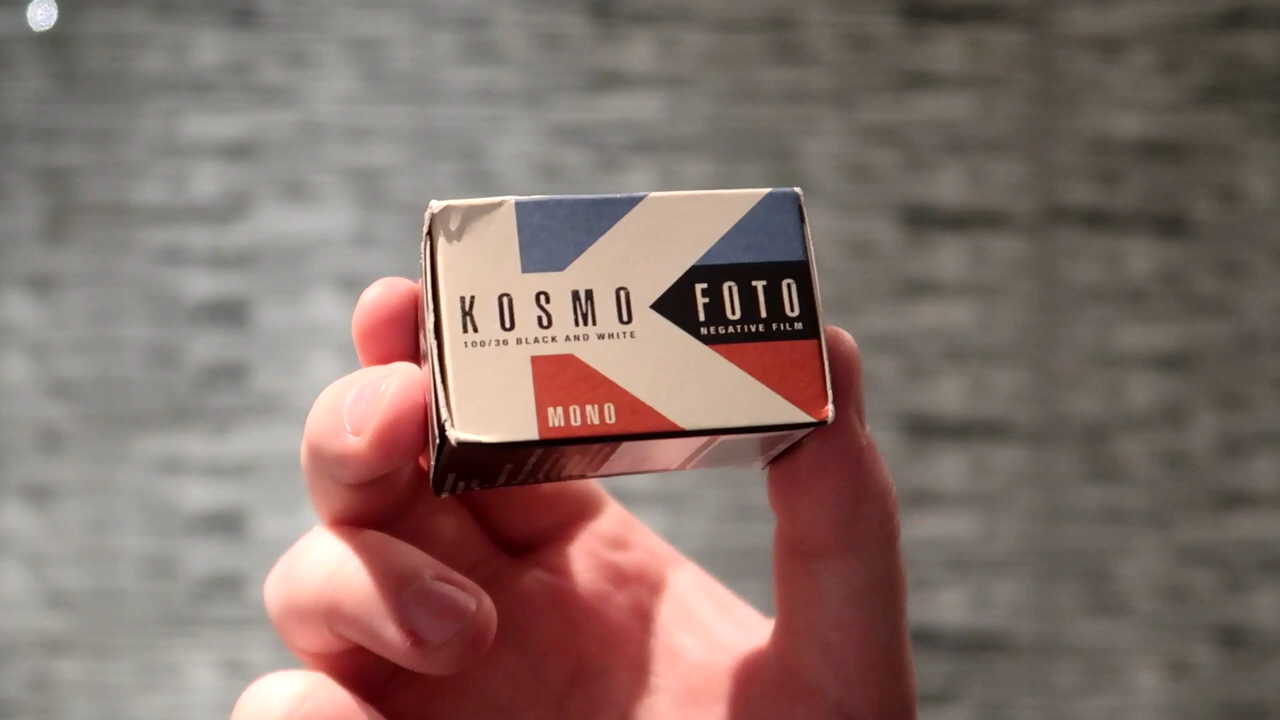 KOSMO
100/36 BLACK AND WHITE
FOTO
NEGATIVE FILM
MONO